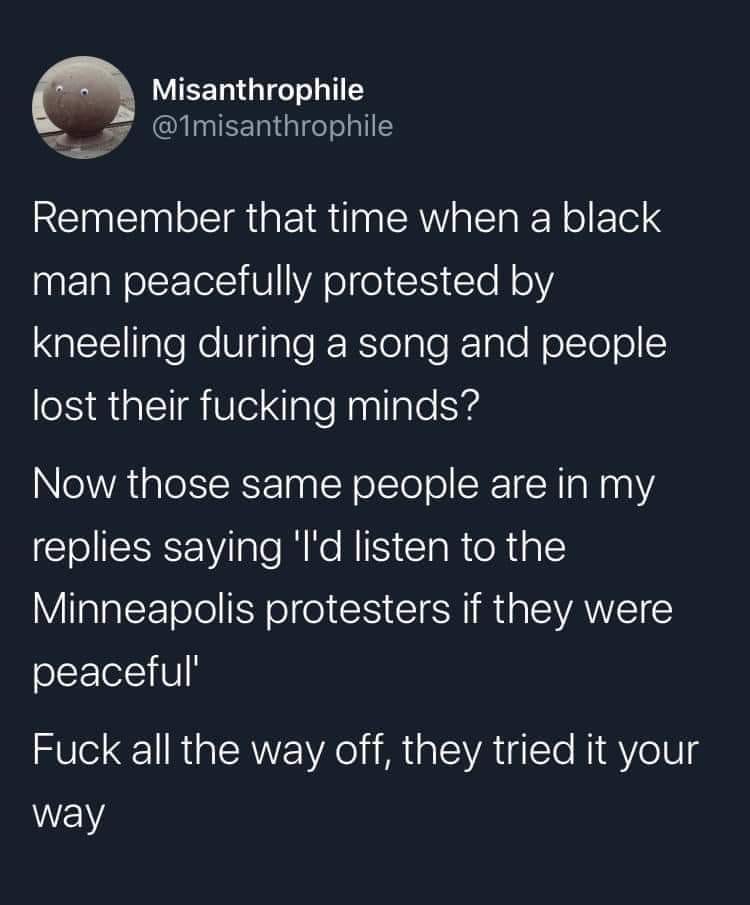 Misanthrophile
@1misanthrophile
Remember that time when a black
man peacefully protested by
kneeling during a song and people
lost their fucking minds?
Now those same people are in my
replies saying 'I'd listen to the
Minneapolis protesters if they were
peaceful'
Fuck all the way off, they tried it your
way